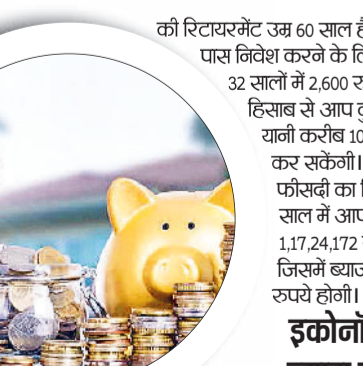 की रिटायरमेंट उम्र 60 साल है
पास निवेश करने के लि
32 सालों में 2,600 रु
हिसाब से आप कु
यानी करीब 10
कर सकेंगी।
फीसदी का
साल में आप
1,17,24,172
जिसमें ब्याज
रुपये होगी।
इकोनॉ